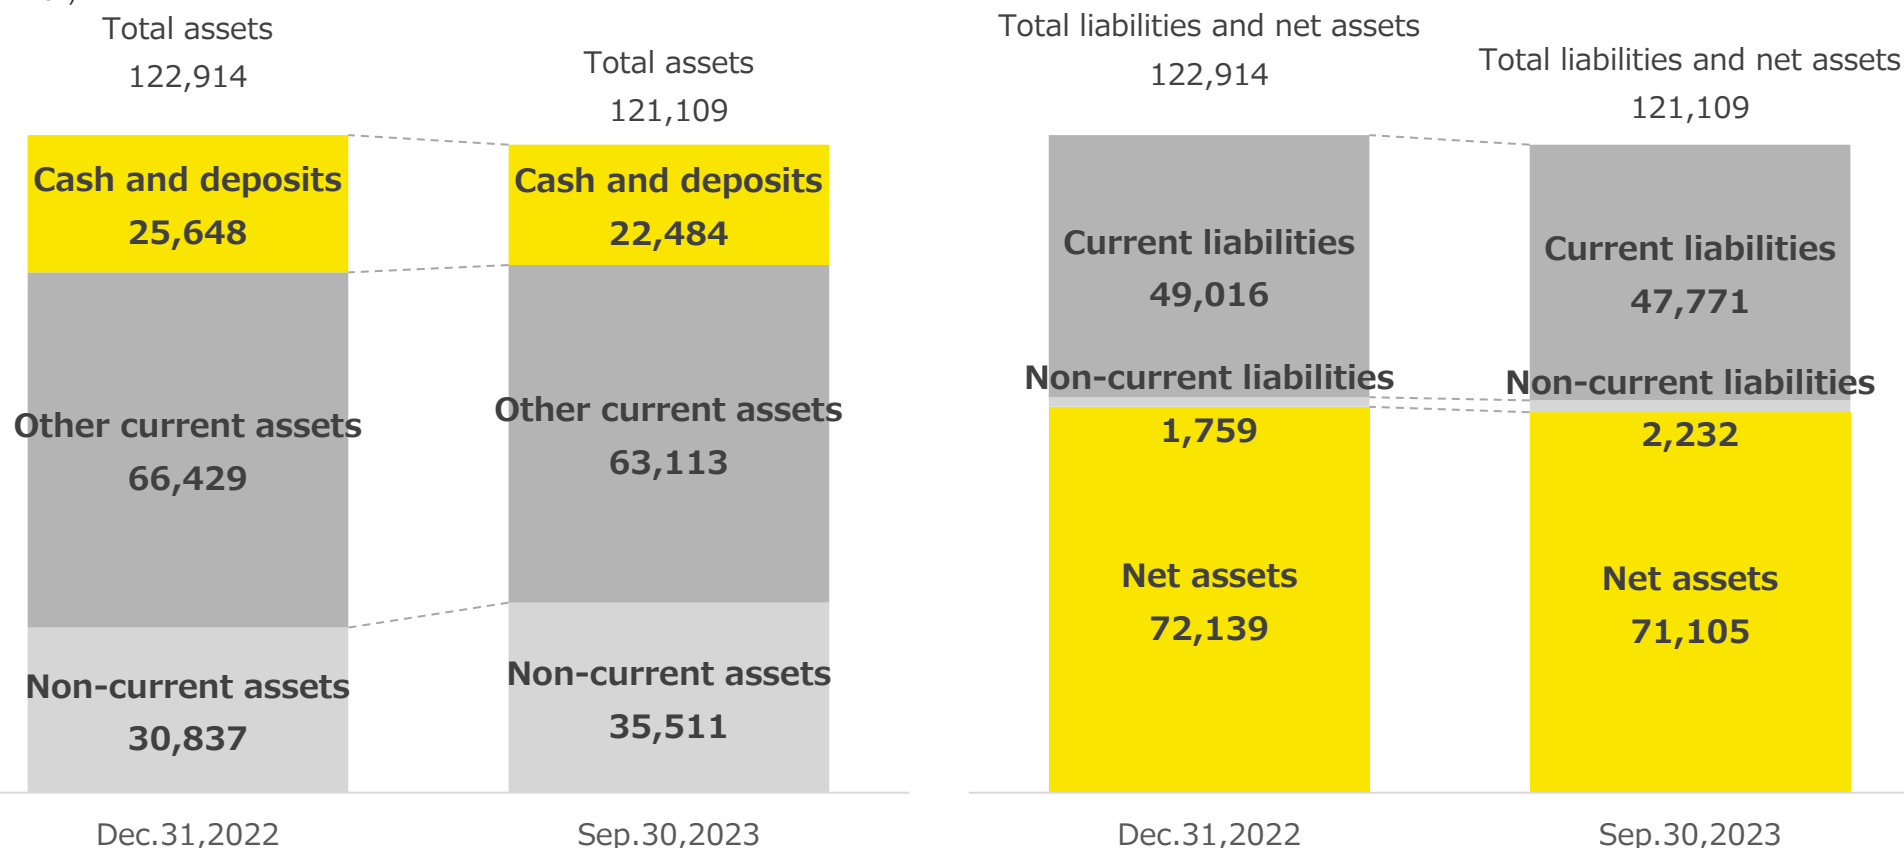 Total assets
122,914
Cash and deposits
25,648
Other current assets
66,429
Non-current assets
30,837
Dec.31,2022
Total assets
121,109
Cash and deposits
22,484
Other current assets
63,113
Non-current assets
35,511
Sep.30,2023
Total liabilities and net assets
122,914
Current liabilities
49,016
Non-current liabilities
1,759
Net assets
72,139
Dec.31,2022
Total liabilities and net assets
121,109
Current liabilities
47,771
Non-current liabilities
2,232
Net assets
71,105
Sep.30,2023